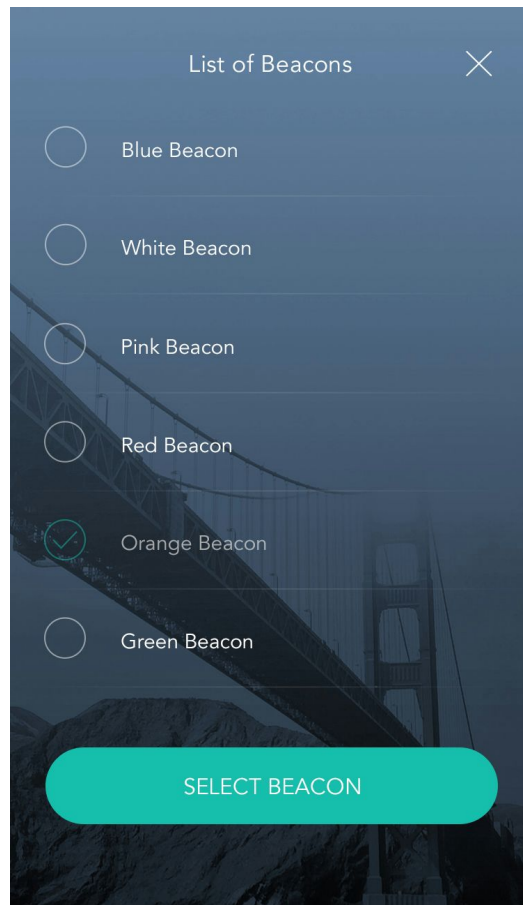 List of Beacons
Blue Beacon
White Beacon
Pink Beacon
Red Beacon
Orange Beacon
Green Beacon
SELECT BEACON